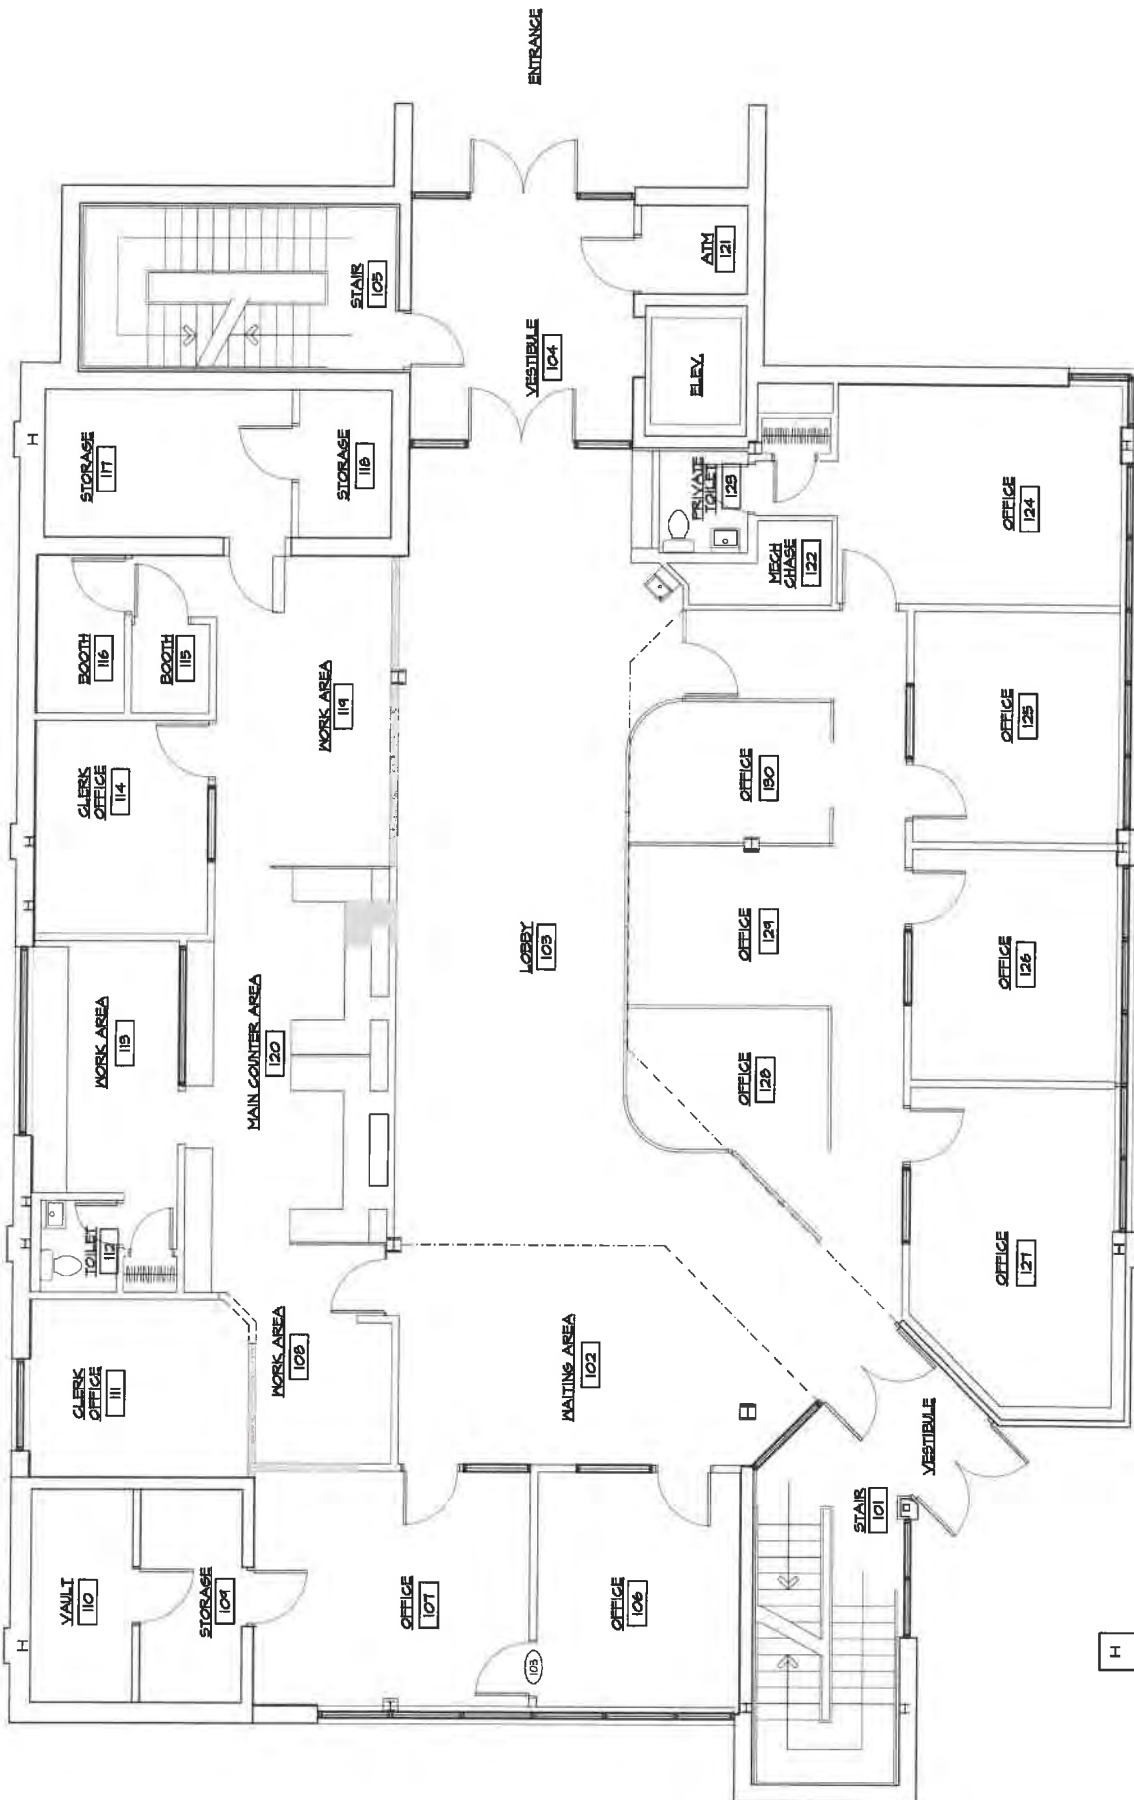 ENTRANCE
STAIR
105
VESTIBULE
104
ATM
121
ELEV.
STORAGE
117
STORAGE
118
PRIVATE
TOILET
123
MECH
CHASE
122
OFFICE
124
BOOTH
116
BOOTH
115
WORK AREA
119
CLERK
OFFICE
114
OFFICE
130
OFFICE
125
WORK AREA
113
MAIN COUNTER AREA
120
LOBBY
103
OFFICE
129
OFFICE
126
OFFICE
128
TOILET
112
OFFICE
127
CLERK
OFFICE
111
WORK AREA
108
WAITING AREA
102
VESTIBULE
STAIR
101
VAULT
110
STORAGE
109
OFFICE
107
OFFICE
106
103